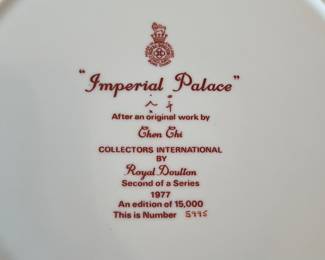 "Imperial Palace"
After an original work by
Chen Chi
COLLECTORS INTERNATIONAL
BY
Royal Doulton
Second of a Series
1977
An edition of 15,000
This is Number